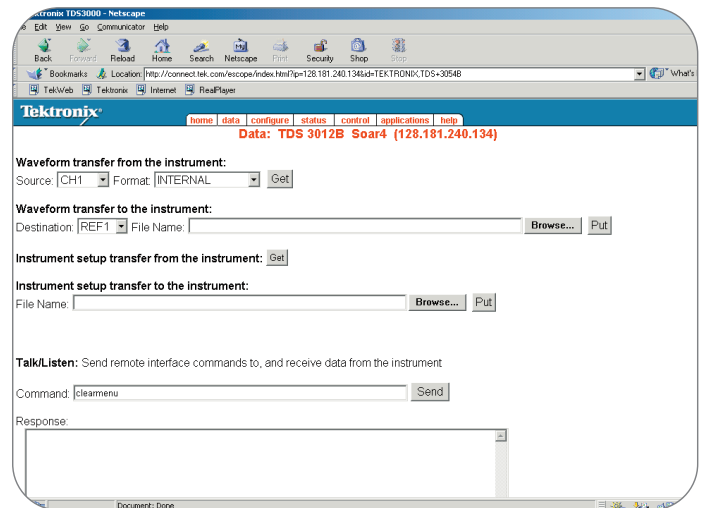 ktronix TDS3000 - Netscape
Edit View Go Communicator Help
Back Forward Reload Home Search Netscape Print Security Shop Stop
Bookmarks Location: http://connect.tek.com/escope/index.html?ip=128.181.240.134&id=TEKTRONIX,TDS+3054B What's
TekWeb Tektronix Internet RealPlayer
Tektronix
home data configure status control applications help
Data: TDS 3012B Soar4 (128.181.240.134)
Waveform transfer from the instrument:
Source: CH1 Format: INTERNAL Get
Waveform transfer to the instrument:
Destination: REF1 File Name: Browse... Put
Instrument setup transfer from the instrument: Get
Instrument setup transfer to the instrument:
File Name: Browse... Put
Talk/Listen: Send remote interface commands to, and receive data from the instrument
Command: clearmenu Send
Response:
Document: Done